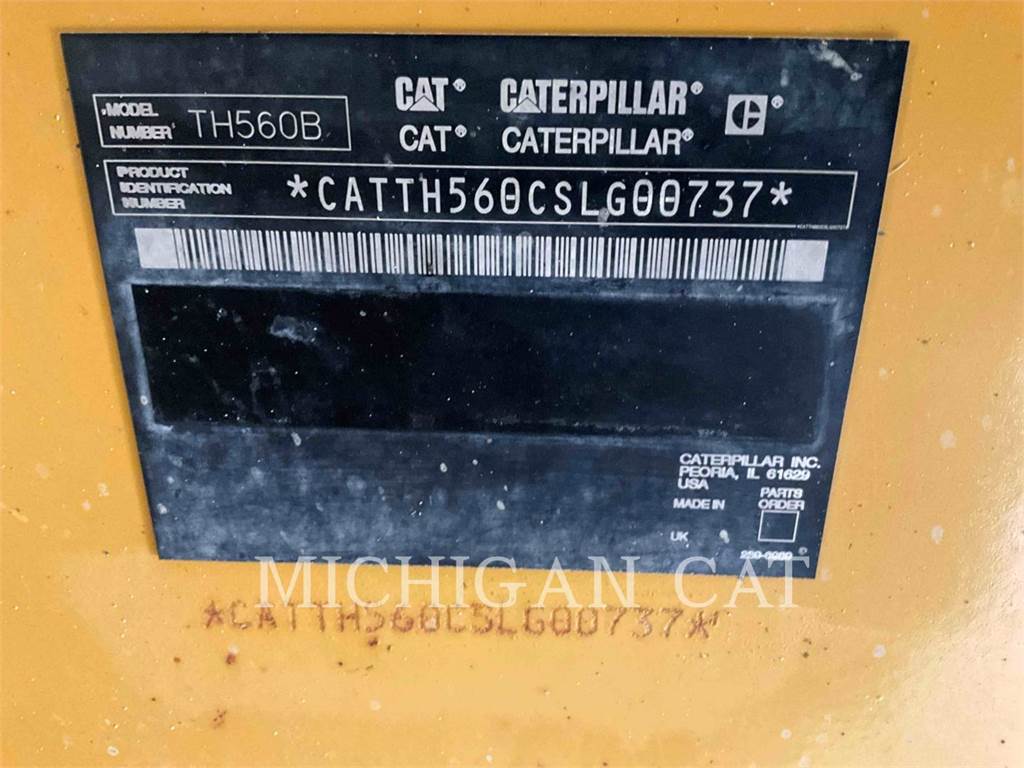 CAT® CATERPILLAR® ®
MODEL NUMBER TH560B
CAT® CATERPILLAR®
PRODUCT
IDENTIFICATION
NUMBER
*CATTH560CSLG00737*
CATERPILLAR INC.
PEORIA, IL 61629
USA
MADE IN
PARTS
ORDER
UK
MICHIGAN CAT
*CATTH560CSLG00737*